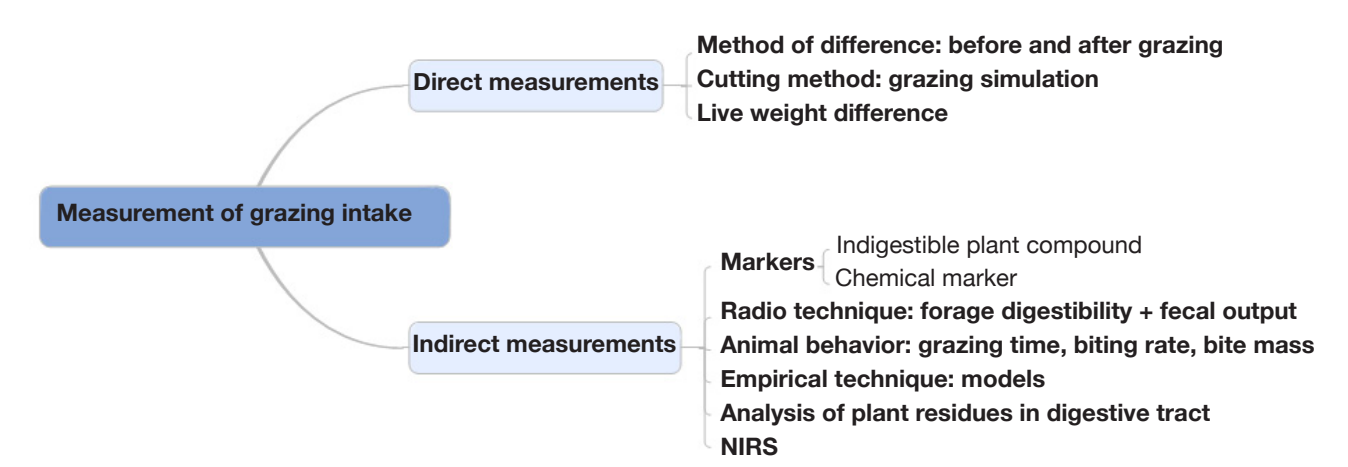 Method of difference: before and after grazing
Direct measurements
Cutting method: grazing simulation
Live weight difference
Measurement of grazing intake
Indigestible plant compound
Markers
Chemical marker
Radio technique: forage digestibility + fecal output
Indirect measurements
Animal behavior: grazing time, biting rate, bite mass
Empirical technique: models
Analysis of plant residues in digestive tract
NIRS